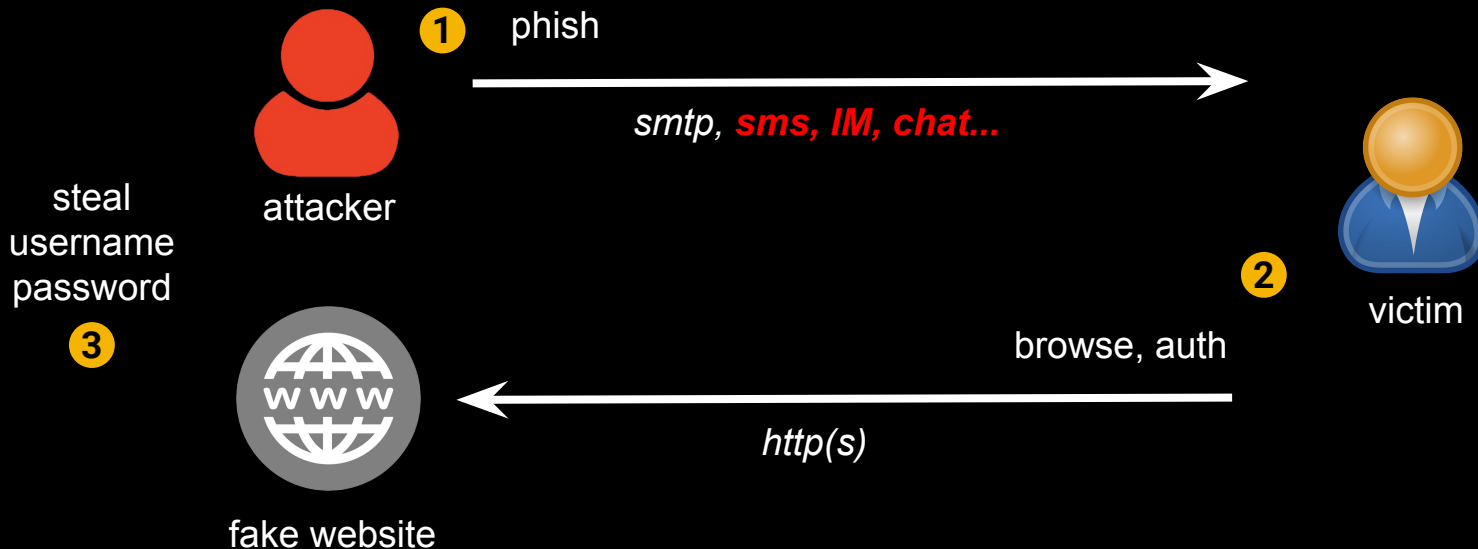 1
phish
smtp, sms, IM, chat...
attacker
steal
username
password
3
2
victim
browse, auth
www
http(s)
fake website